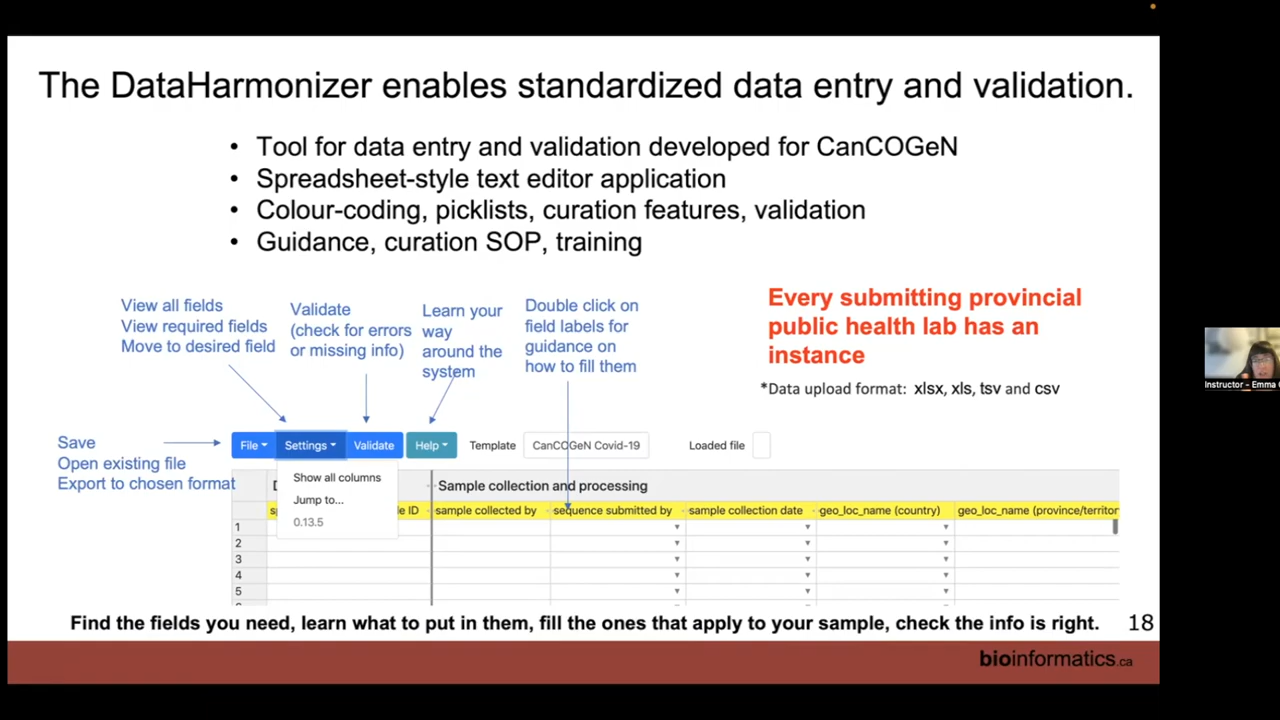 The DataHarmonizer enables standardized data entry and validation.
• Tool for data entry and validation developed for CanCOGeN
• Spreadsheet-style text editor application
• Colour-coding, picklists, curation features, validation
• Guidance, curation SOP, training
View all fields
View required fields
Move to desired field
Validate
(check for errors
or missing info)
Learn your
way
around the
system
Double click on
field labels for
guidance on
how to fill them
Every submitting provincial
public health lab has an
instance
*Data upload format: xlsx, xls, tsv and csv
Save
Open existing file
Export to chosen format
File Settings Validate Help Template CanCOGeN Covid-19 Loaded file
Show all columns
Jump to...
0.13.5
Sample collection and processing
ID sample collected by sequence submitted by sample collection date geo_loc_name (country) geo_loc_name (province/territor
1
2
3
4
5
Find the fields you need, learn what to put in them, fill the ones that apply to your sample, check the info is right.
18
bioinformatics.ca
Instructor - Emma